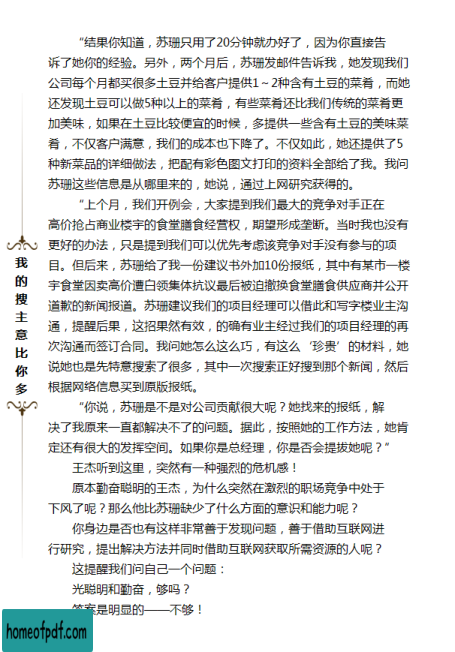 “结果你知道，苏珊只用了20分钟就办好了，因为你直接告
诉了她你的经验。另外，两个月后，苏珊发邮件告诉我，她发现我们
公司每个月都买很多土豆并给客户提供1～2种含有土豆的菜肴，而她
还发现土豆可以做5种以上的菜肴，有些菜肴还比我们传统的菜肴更
加美味，如果在土豆比较便宜的时候，多提供一些含有土豆的美味菜
肴，不仅客户满意，我们的成本也下降了。不仅如此，她还提供了5
种新菜品的详细做法，把配有彩色图文打印的资料全部给了我。我问
苏珊这些信息是从哪里来的，她说，通过上网研究获得的。
“上个月，我们开例会，大家提到我们最大的竞争对手正在
高价抢占商业楼宇的食堂膳食经营权，期望形成垄断。当时我也没有
更好的办法，只是提到我们可以优先考虑该竞争对手没有参与的项
目。但后来，苏珊给了我一份建议书外加10份报纸，其中有某市一楼
宇食堂因卖高价遭白领集体抗议最后被迫撤换食堂膳食供应商并公开
道歉的新闻报道。苏珊建议我们的项目经理可以借此和写字楼业主沟
通，提醒后果，这招果然有效，的确有业主经过我们的项目经理的再
次沟通而签订合同。我问她怎么这么巧，有这么‘珍贵’的材料，她
说她也是先特意搜索了很多，其中一次搜索正好搜到那个新闻，然后
根据网络信息买到原版报纸。
“你说，苏珊是不是对公司贡献很大呢？她找来的报纸，解
决了我原来一直都解决不了的问题。据此，按照她的工作方法，她肯
定还有很大的发挥空间。如果你是总经理，你是否会提拔她呢？”
王杰听到这里，突然有一种强烈的危机感！
原本勤奋聪明的王杰，为什么突然在激烈的职场竞争中处于
下风了呢？那么他比苏珊缺少了什么方面的意识和能力呢？
你身边是否也有这样非常善于发现问题，善于借助互联网进
行研究，提出解决方法并同时借助互联网获取所需资源的人呢？
这提醒我们问自己一个问题：
光聪明和勤奋，够吗？
答案是明显的——不够！
我的搜主意比你多
homeofpdf.com